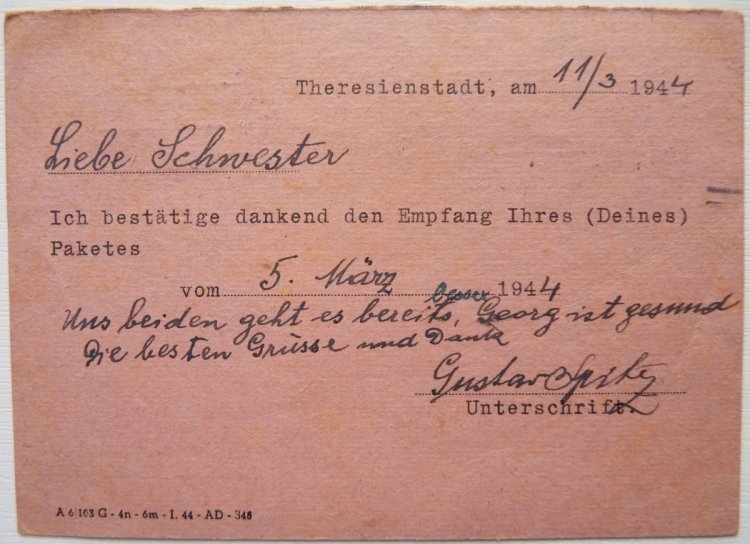 Theresienstadt, am 11/3 1944
Liebe Schwester
Ich bestätige dankend den Empfang Ihres (Deines)
Paketes
vom 5. März 1944
besser
Uns beiden geht es bereits, Georg ist gesund
Die besten Grüsse und Dank
Gustav Spitz
Unterschrift.
A 6/103 G - 4n - 6m - I. 44 - AD - 348